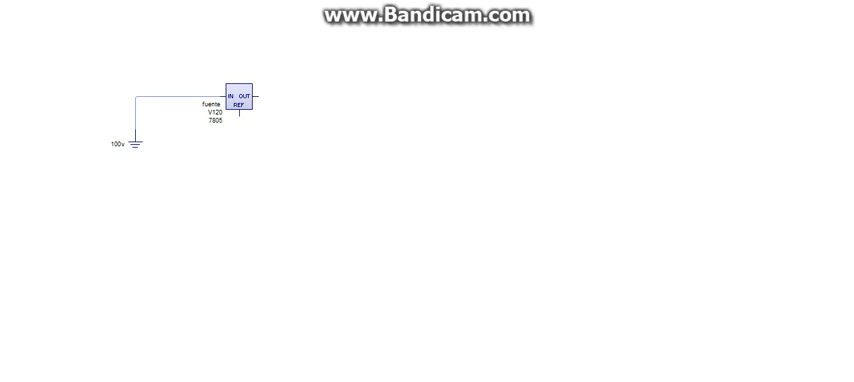 www.Bandicam.com
IN OUT
REF
fuente
V120
7805
100v